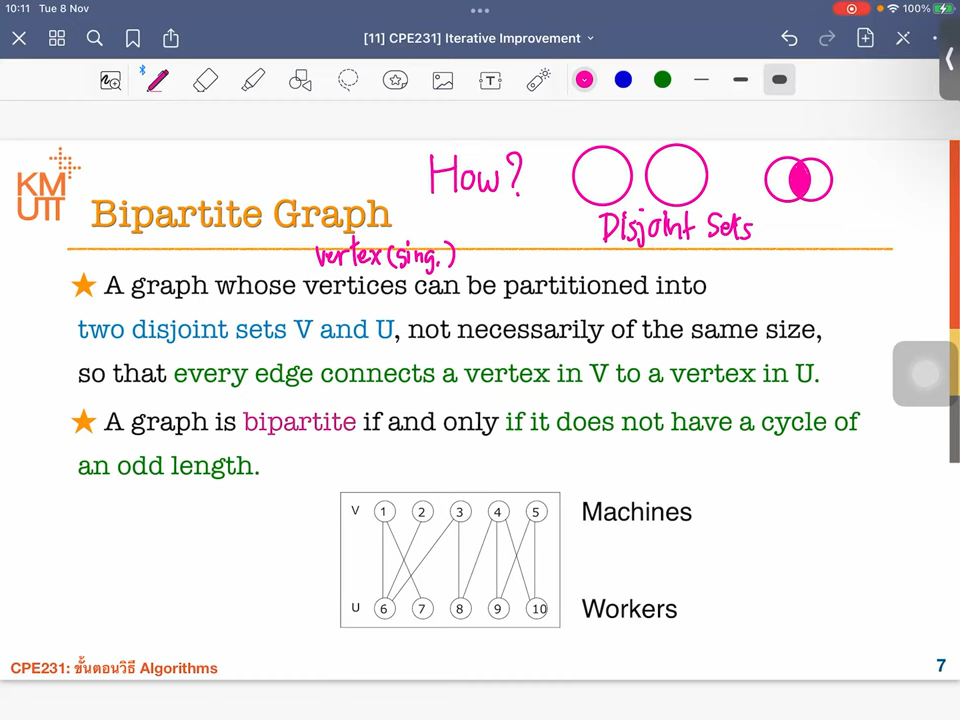 10:11 Tue 8 Nov
100%
[11] CPE231] Iterative Improvement
T
KM
UTT
How?
Bipartite Graph
Disjoint Sets
vertex (sing.)
A graph whose vertices can be partitioned into
two disjoint sets V and U, not necessarily of the same size,
so that every edge connects a vertex in V to a vertex in U.
A graph is bipartite if and only if it does not have a cycle of
an odd length.
V 1 2 3 4 5 Machines
U 6 7 8 9 10 Workers
CPE231: ขั้นตอนวิธี Algorithms
7